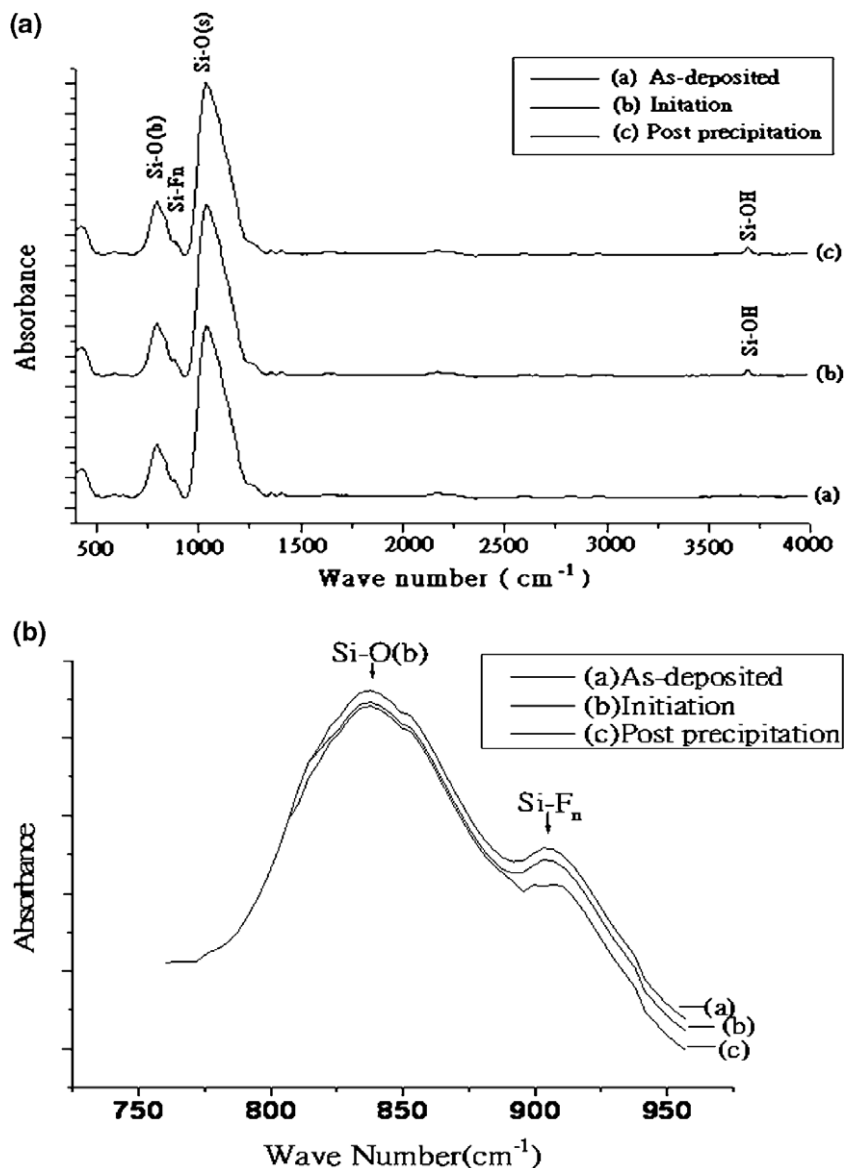 (a)
Si-O(b)
Si-Fn
Si-O(s)
(a) As-deposited
(b) Initation
(c) Post precipitation
Si-OH
(c)
Si-OH
(b)
(a)
Absorbance
500 1000 1500 2000 2500 3000 3500 4000
Wave number ( cm⁻¹)
(b)
Si-O(b)
(a)As-deposited
(b)Initiation
(c)Post precipitation
Si-Fₙ
Absorbance
(a)
(b)
(c)
750 800 850 900 950
Wave Number(cm⁻¹)